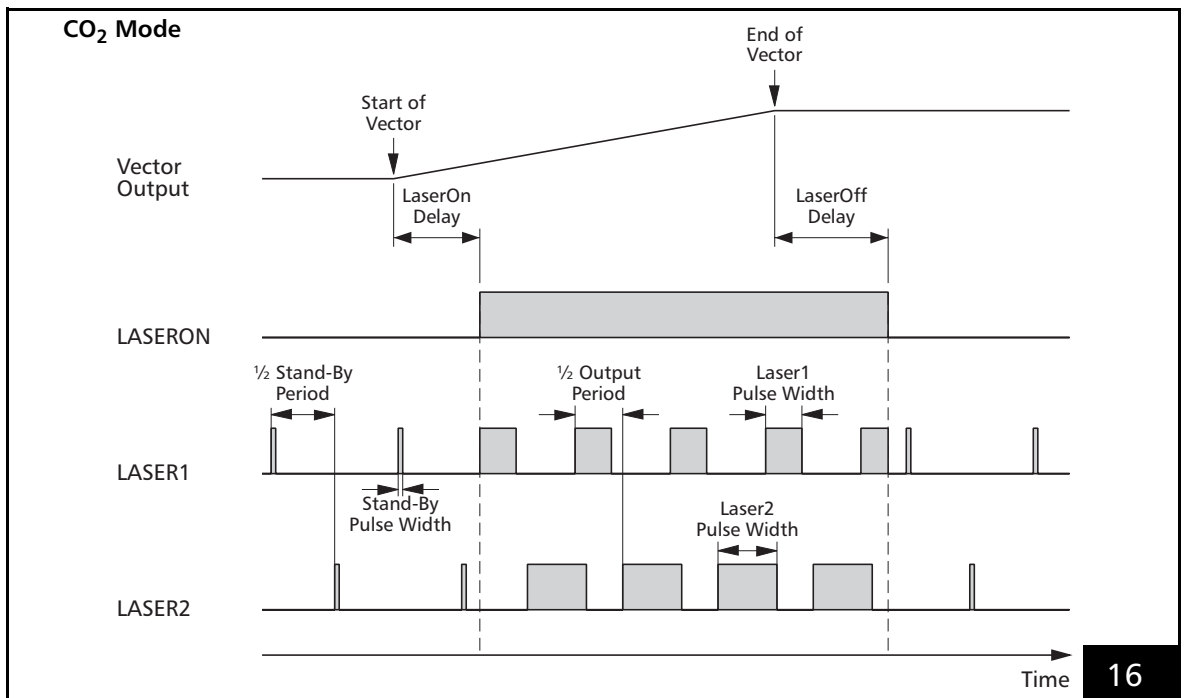 CO2 Mode
End of
Vector
Start of
Vector
Vector
Output
LaserOn
Delay
LaserOff
Delay
LASERON
½ Stand-By
Period
½ Output
Period
Laser1
Pulse Width
LASER1
Stand-By
Pulse Width
Laser2
Pulse Width
LASER2
Time
16